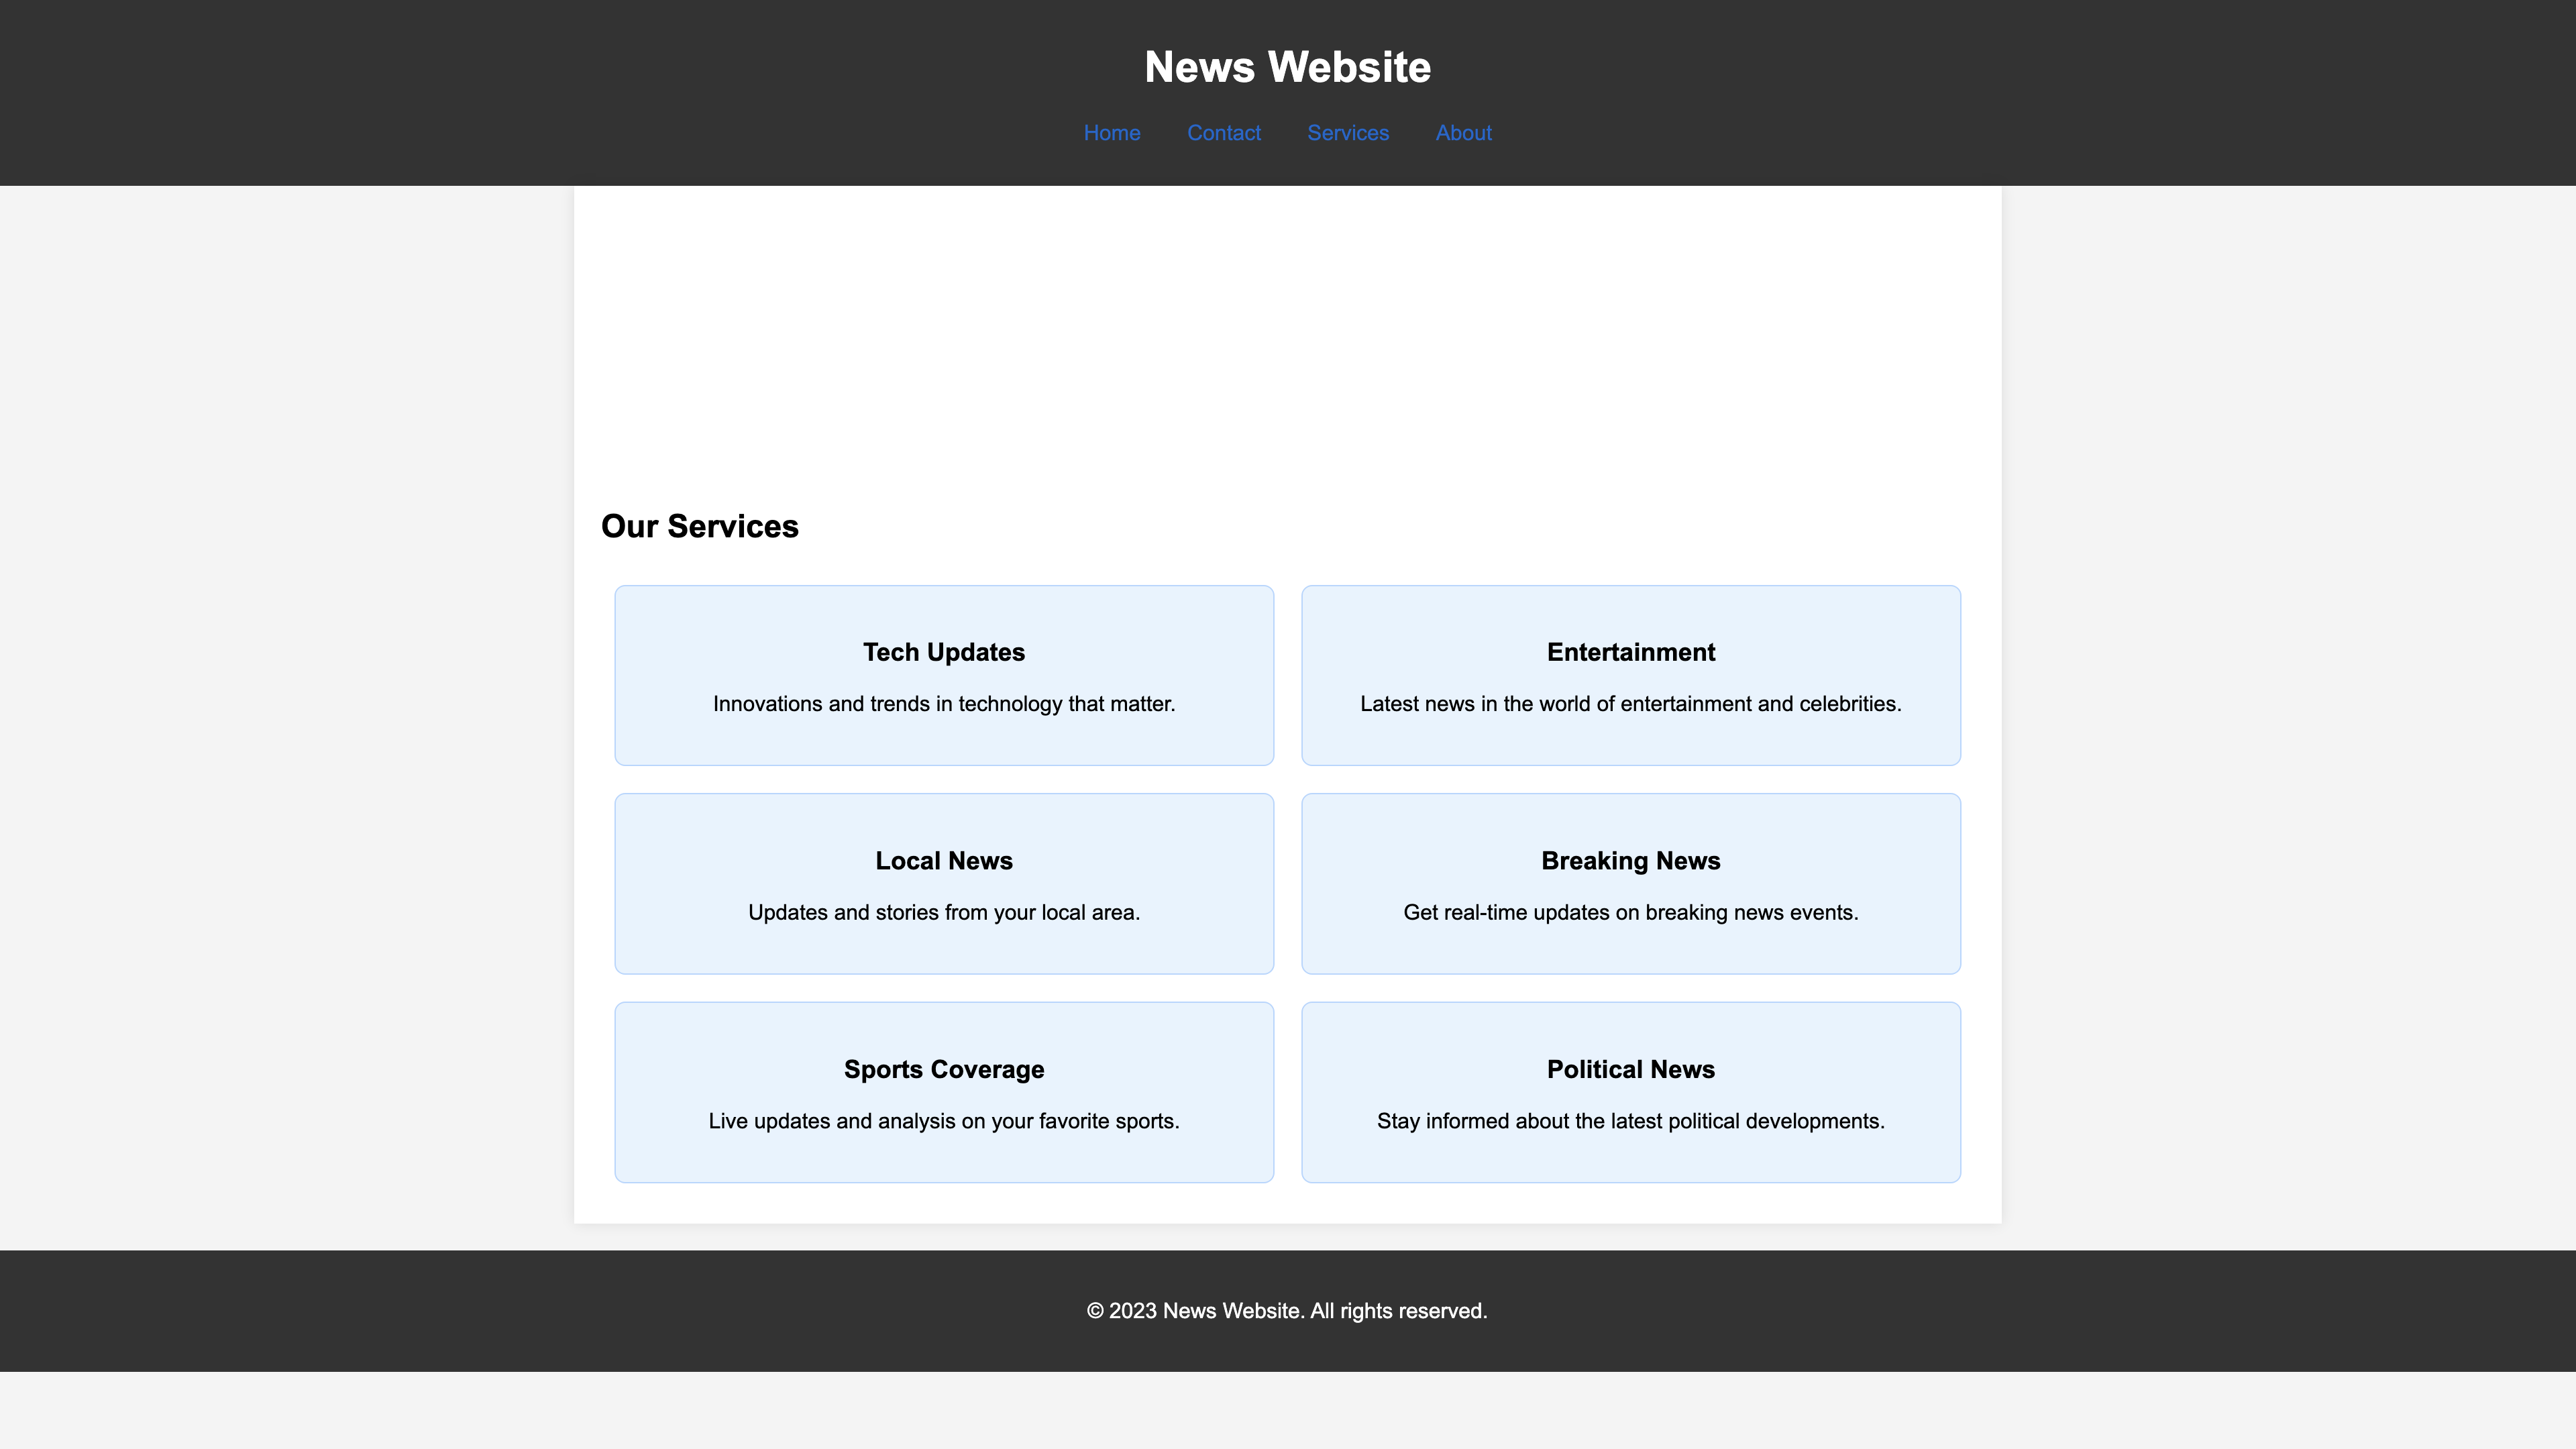 News Website
Home Contact Services About
Our Services
Tech Updates
Innovations and trends in technology that matter.
Entertainment
Latest news in the world of entertainment and celebrities.
Local News
Updates and stories from your local area.
Breaking News
Get real-time updates on breaking news events.
Sports Coverage
Live updates and analysis on your favorite sports.
Political News
Stay informed about the latest political developments.
© 2023 News Website. All rights reserved.